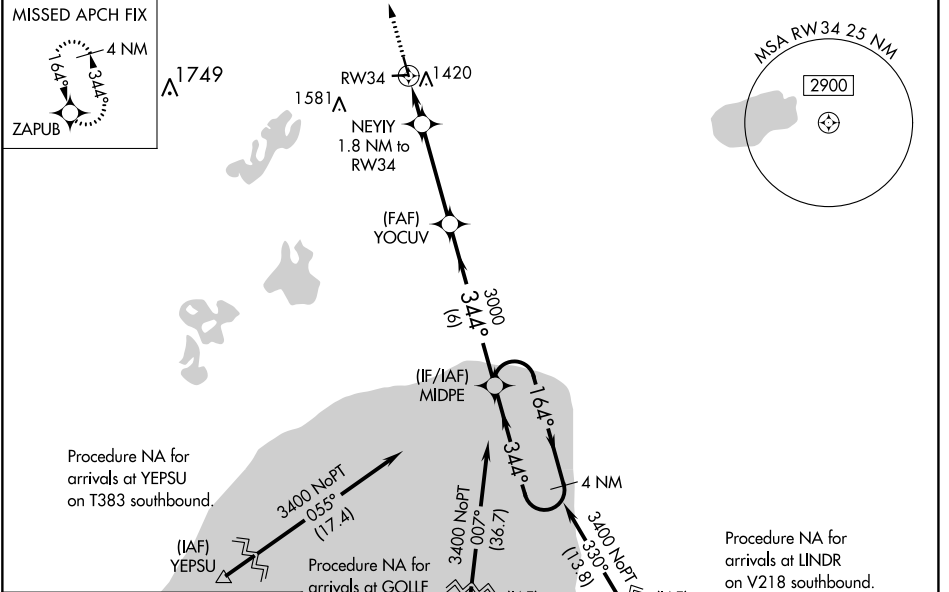 MISSED APCH FIX
4 NM
164°
344°
ZAPUB
1749
RW34
1420
1581
NEYIY
1.8 NM to
RW34
MSA RW34 25 NM
2900
(FAF)
YOCUV
3000
344°
(6)
(IF/IAF)
MIDPE
164°
344°
4 NM
Procedure NA for
arrivals at YEPSU
on T383 southbound.
3400 NoPT
055°
(17.4)
(IAF)
YEPSU
3400 NoPT
007°
(36.7)
3400 NoPT
330°
(13.8)
Procedure NA for
arrivals at LINDR
on V218 southbound.
Procedure NA for
arrivals at GOLLF